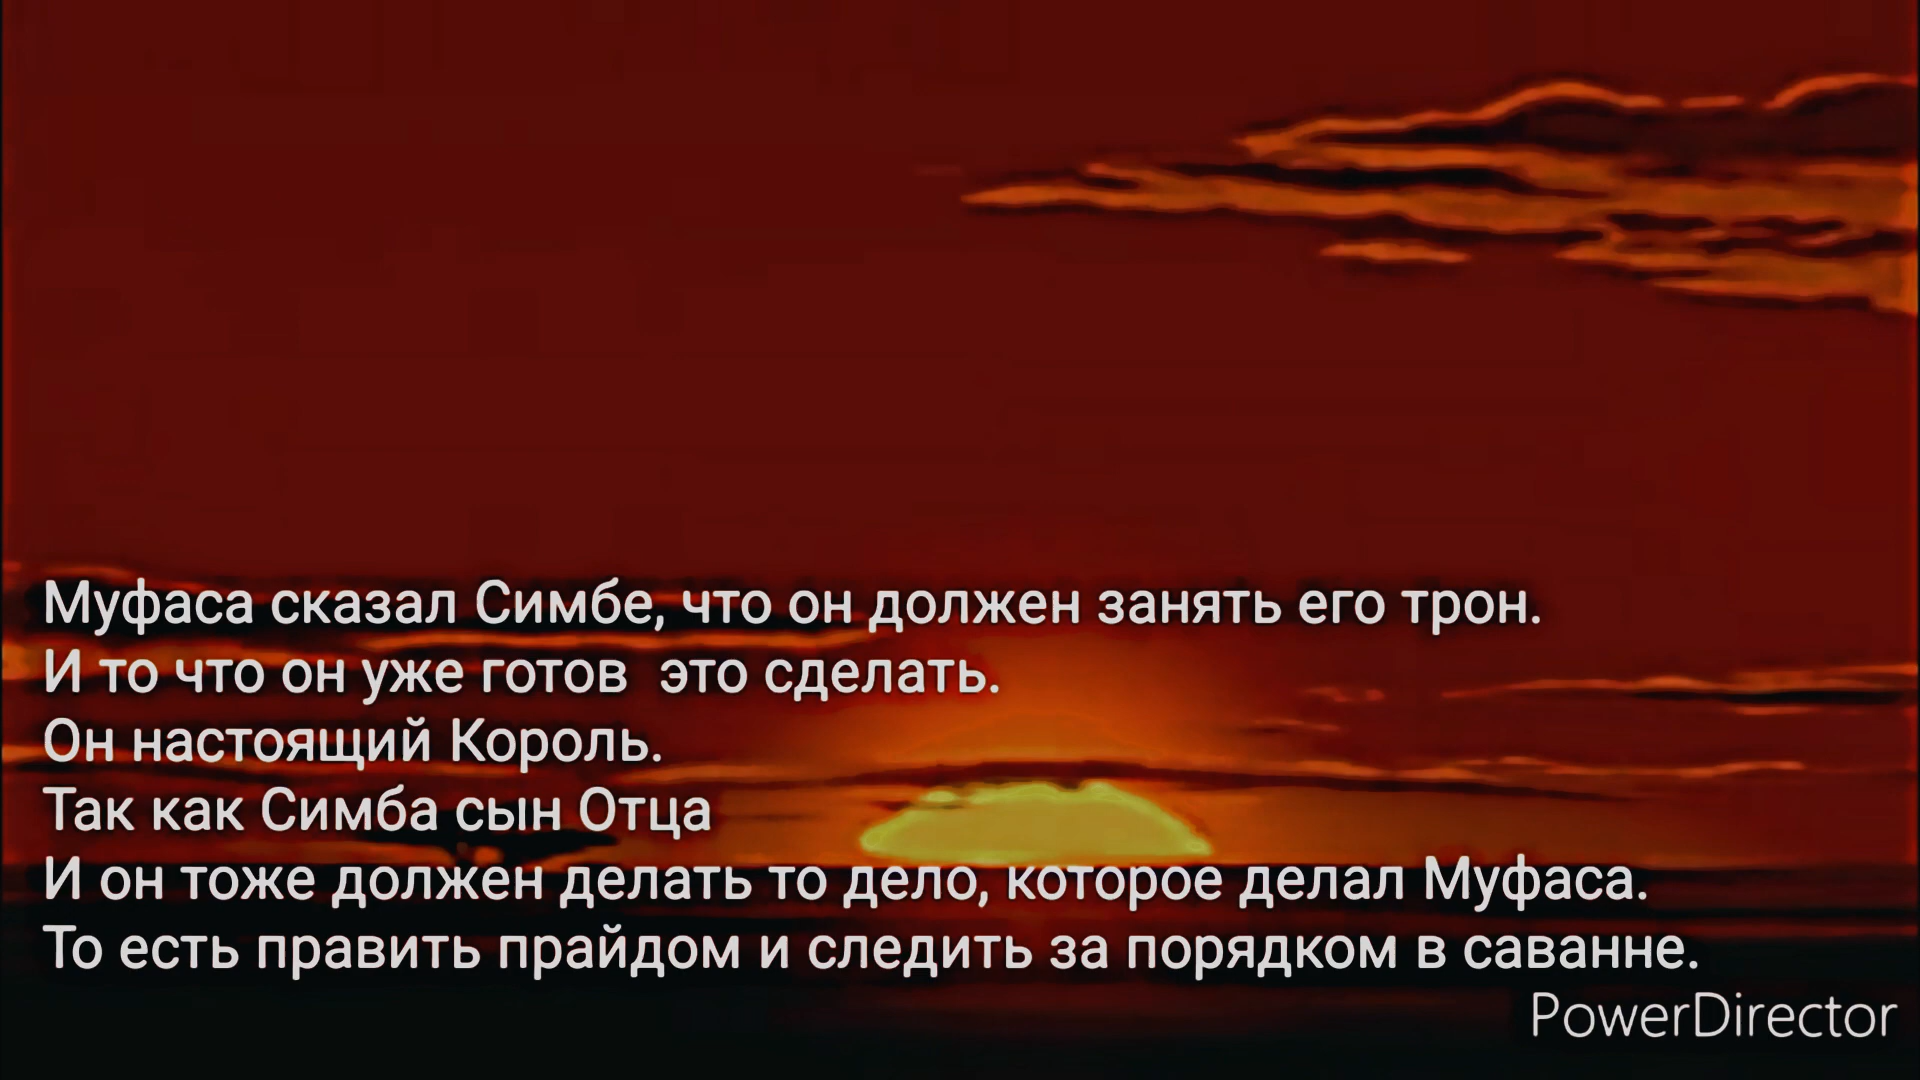 Муфаса сказал Симбе, что он должен занять его трон.
И то что он уже готов  это сделать.
Он настоящий Король.
Так как Симба сын Отца
И он тоже должен делать то дело, которое делал Муфаса.
То есть править прайдом и следить за порядком в саванне.
PowerDirector